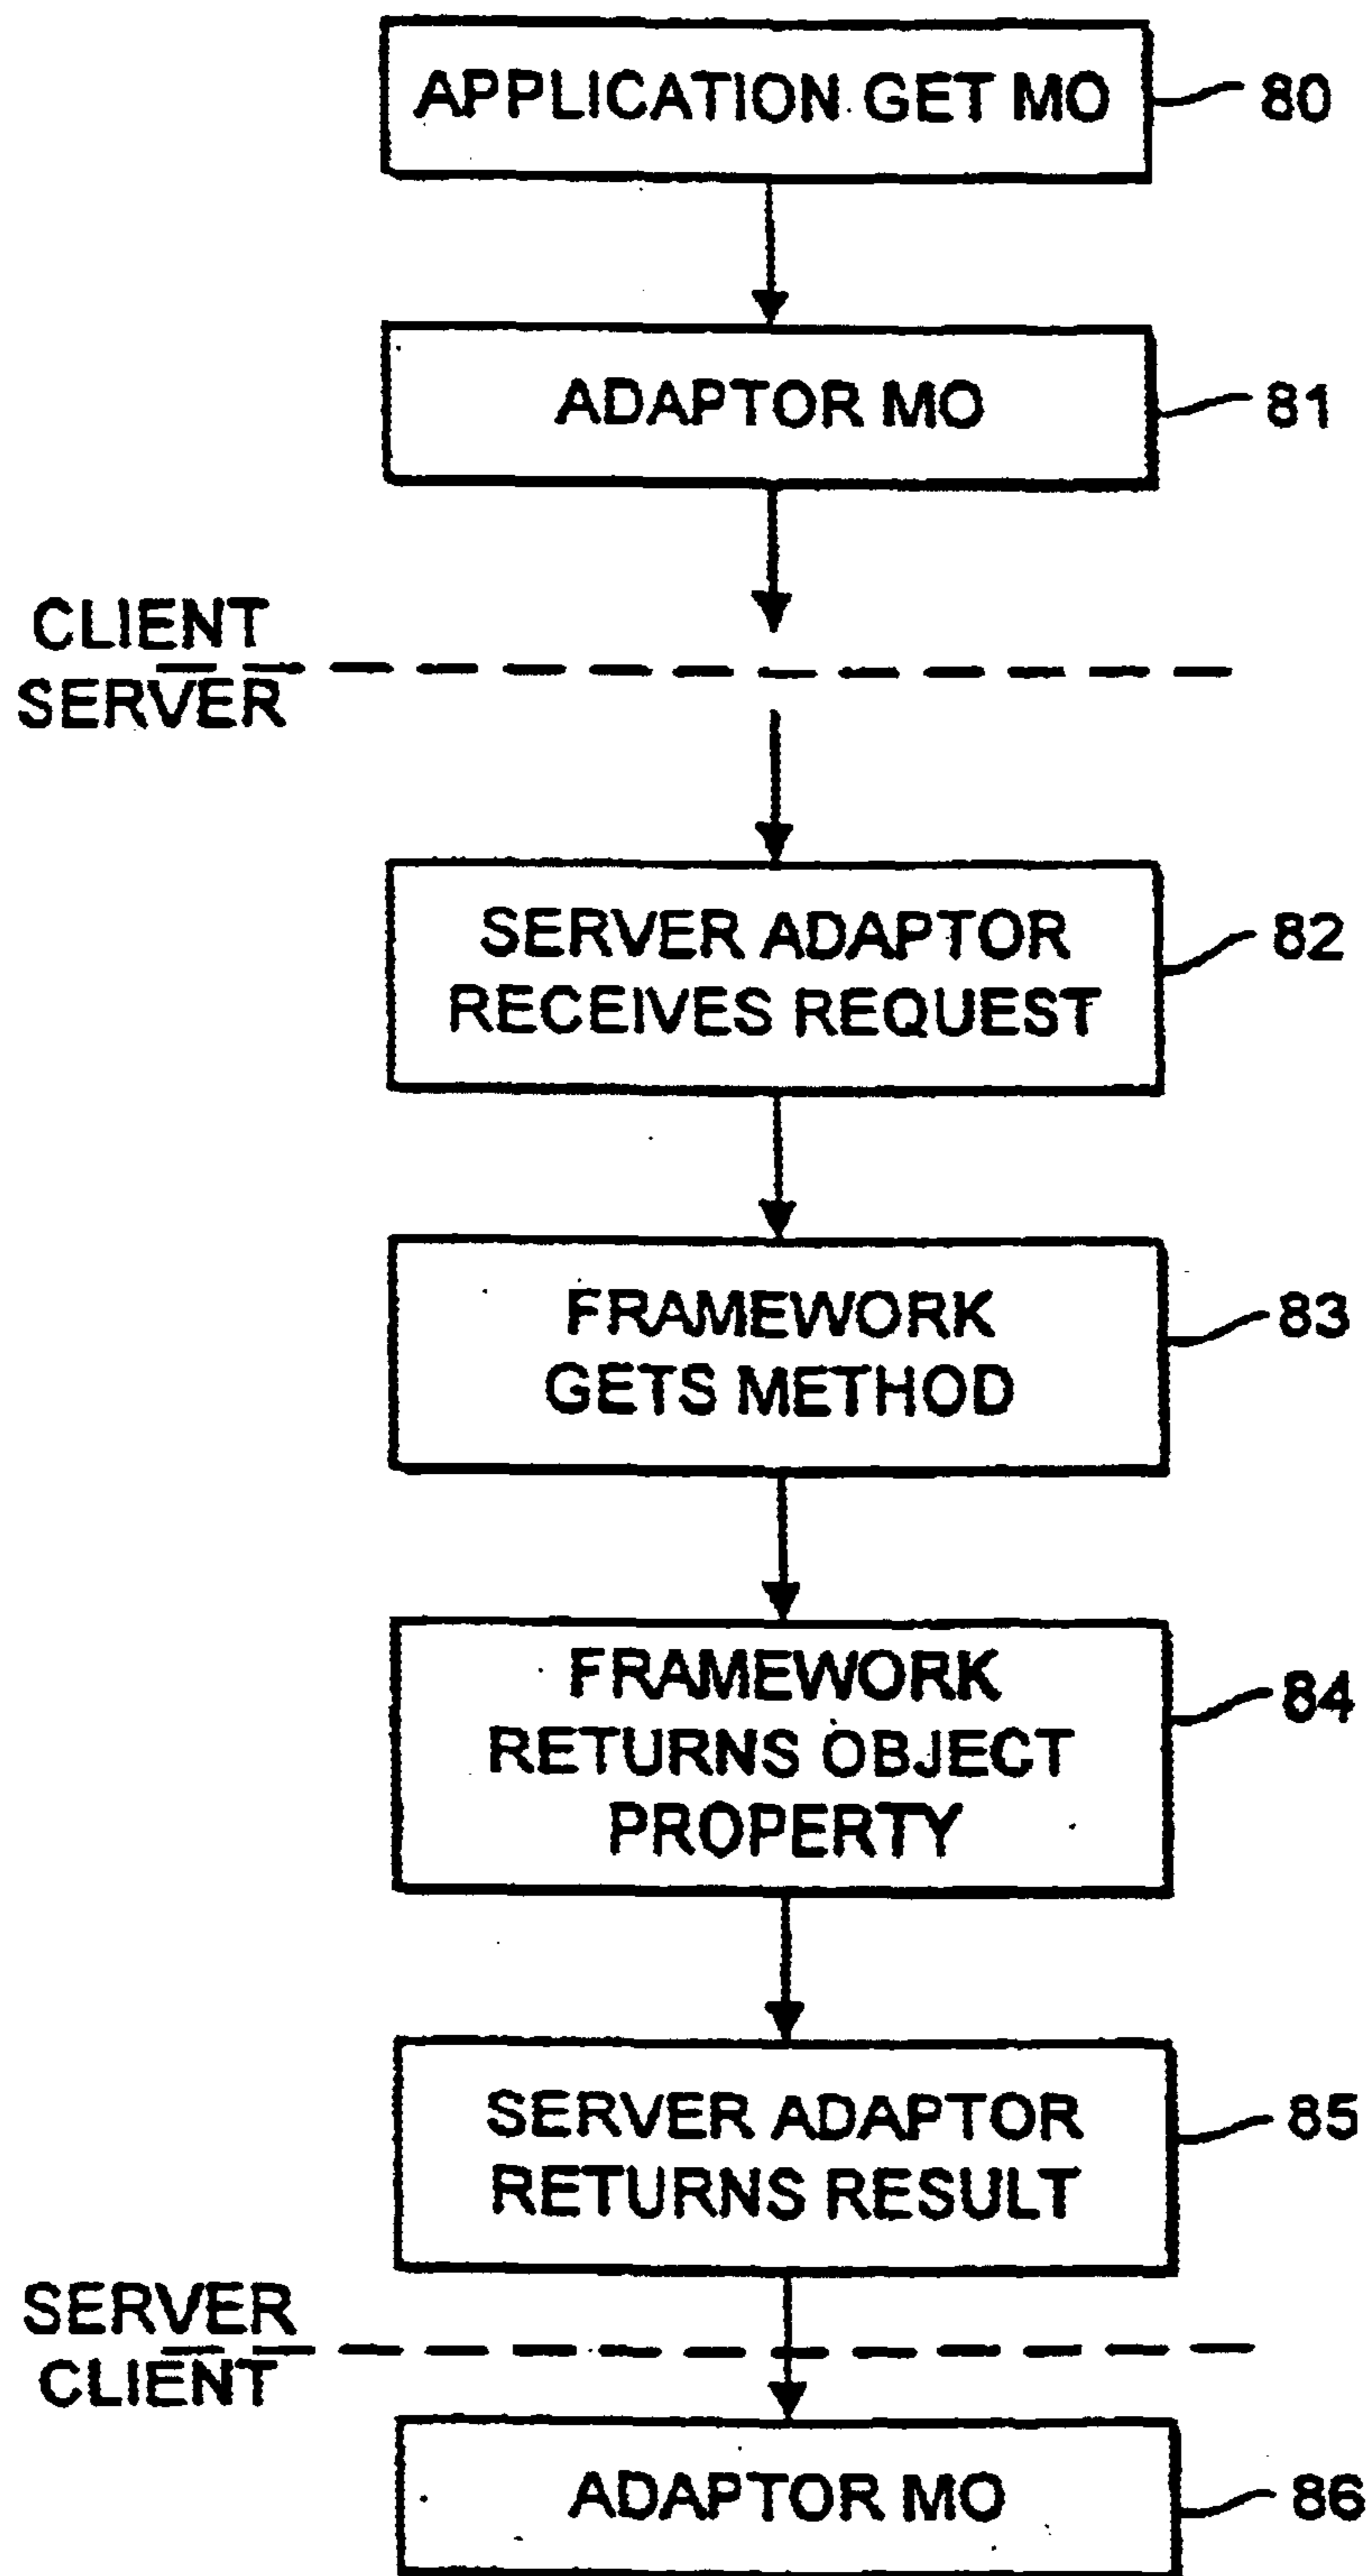 APPLICATION GET MO
80
ADAPTOR MO
81
CLIENT
SERVER
SERVER ADAPTOR
RECEIVES REQUEST
82
FRAMEWORK
GETS METHOD
83
FRAMEWORK
RETURNS OBJECT
PROPERTY
84
SERVER ADAPTOR
RETURNS RESULT
85
SERVER
CLIENT
ADAPTOR MO
86